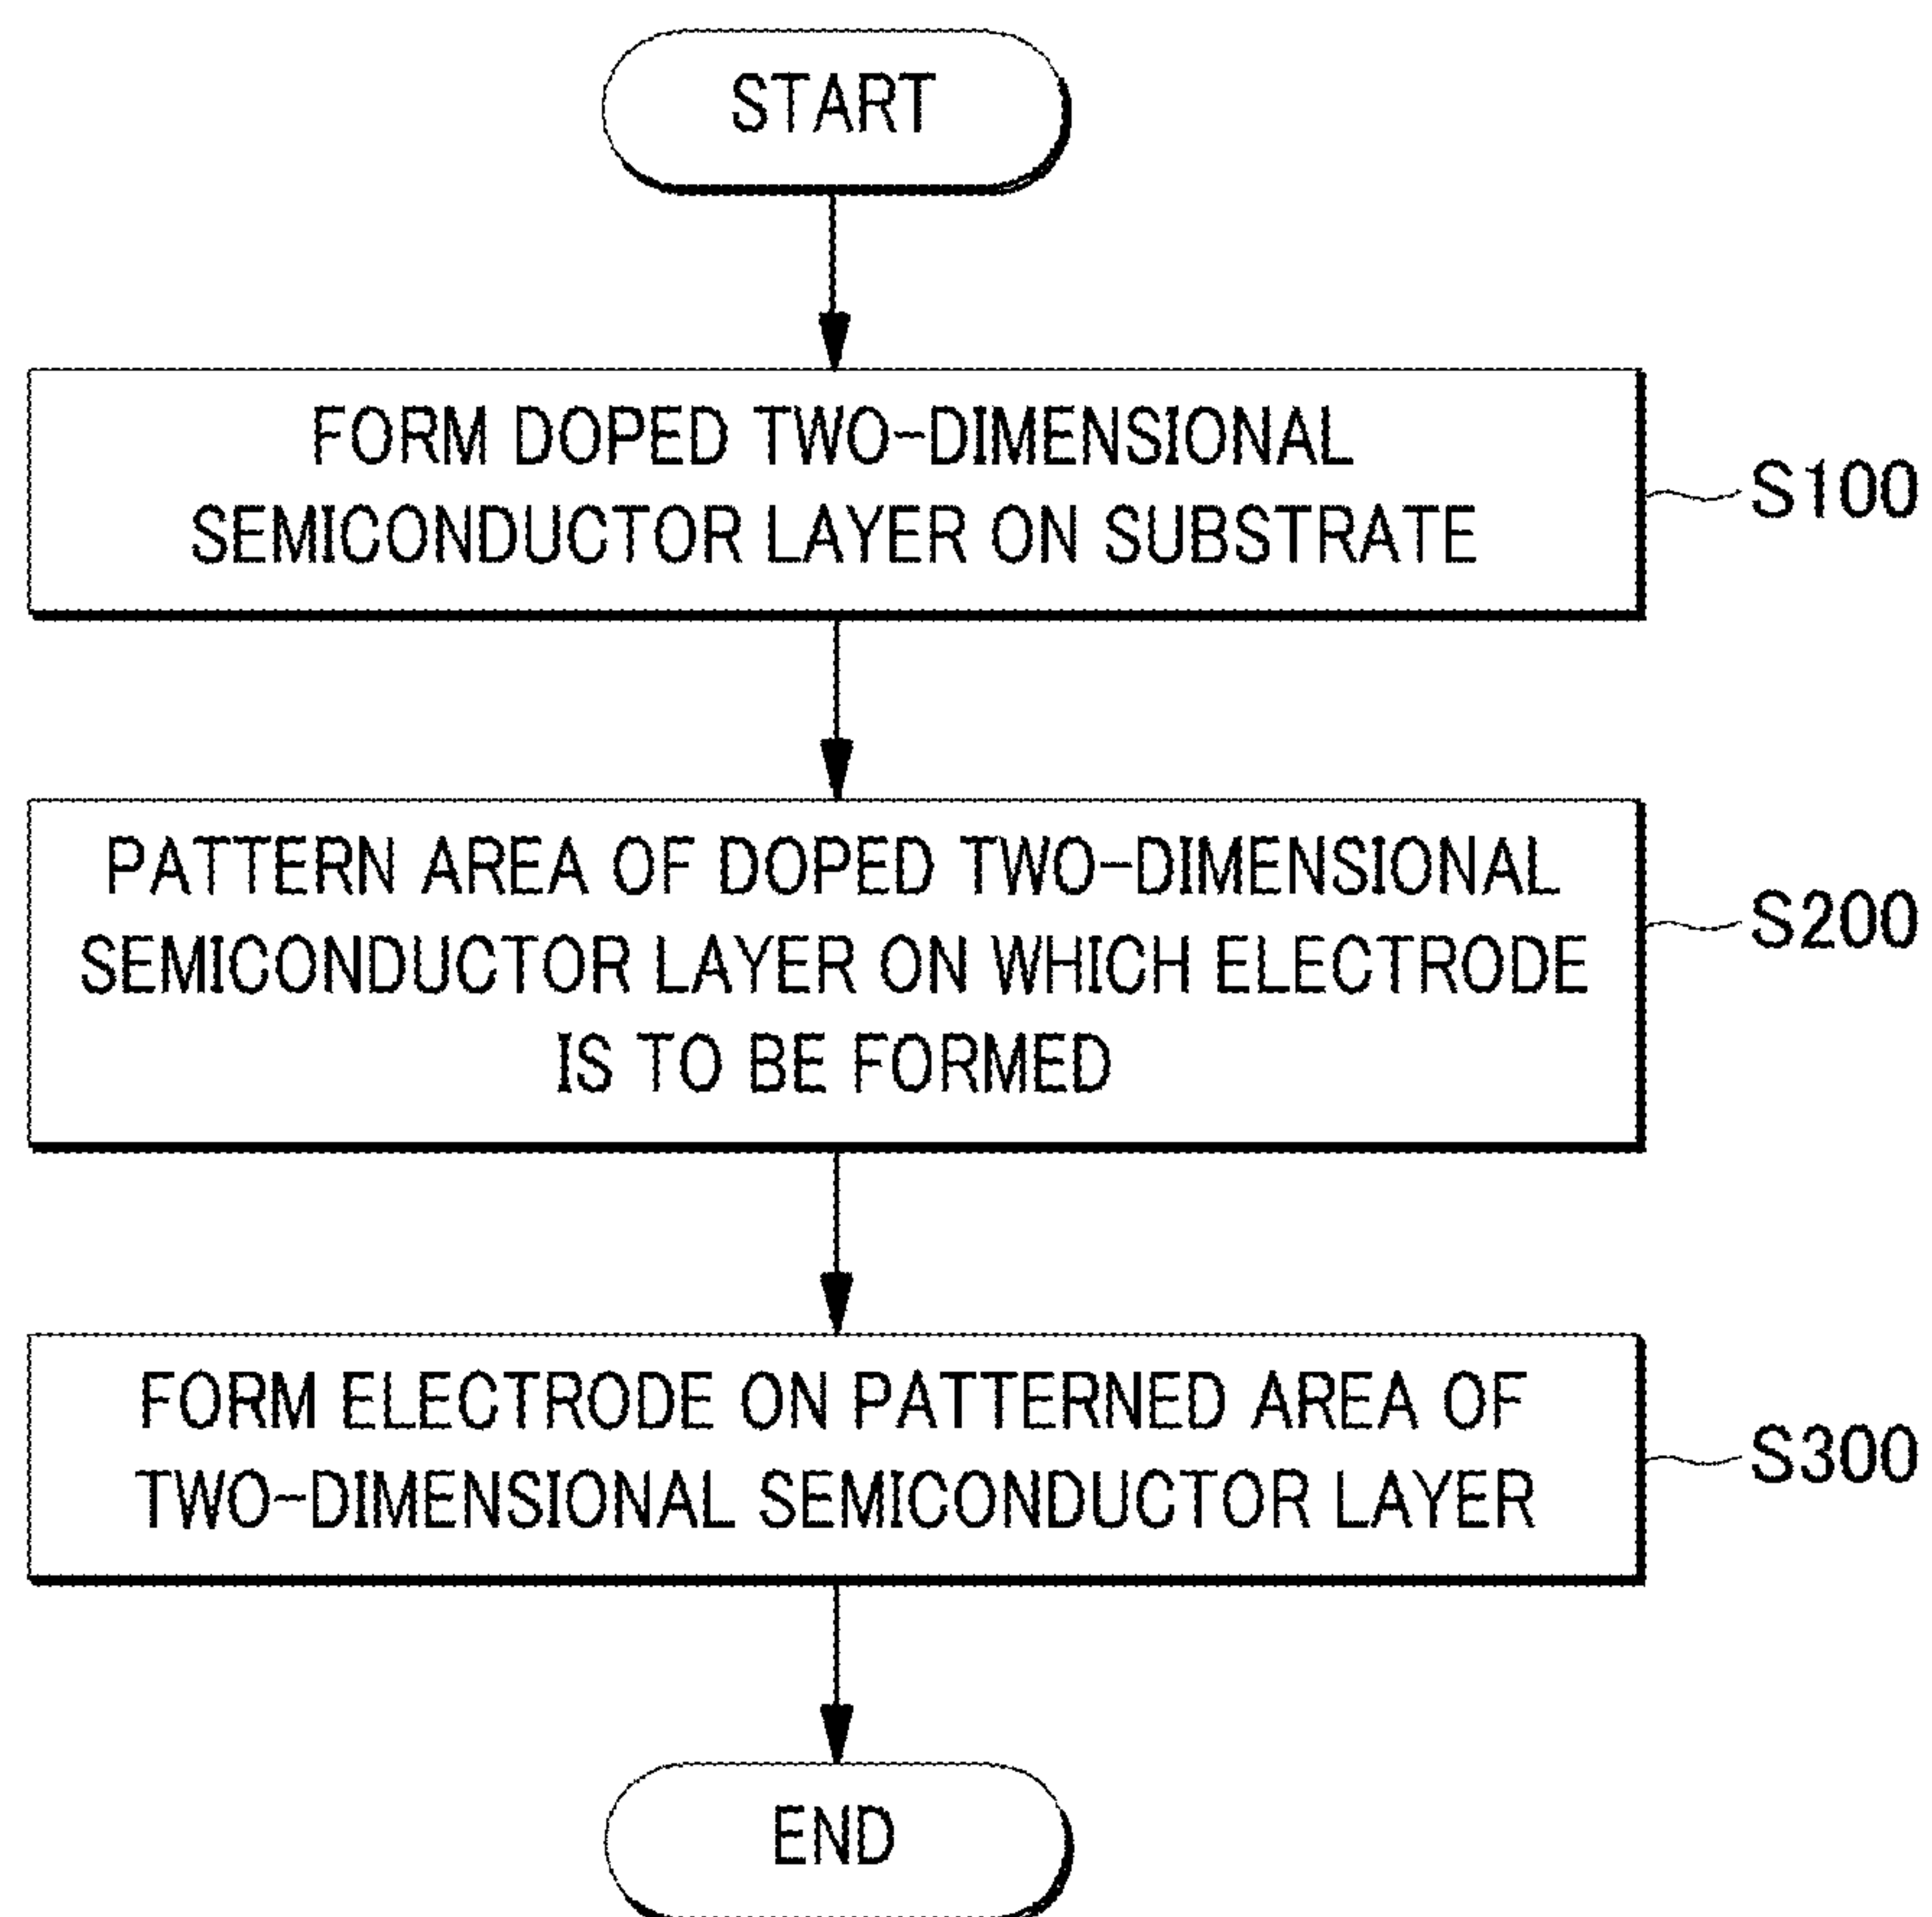 START
FORM DOPED TWO-DIMENSIONAL
SEMICONDUCTOR LAYER ON SUBSTRATE
S100
PATTERN AREA OF DOPED TWO-DIMENSIONAL
SEMICONDUCTOR LAYER ON WHICH ELECTRODE
IS TO BE FORMED
S200
FORM ELECTRODE ON PATTERNED AREA OF
TWO-DIMENSIONAL SEMICONDUCTOR LAYER
S300
END